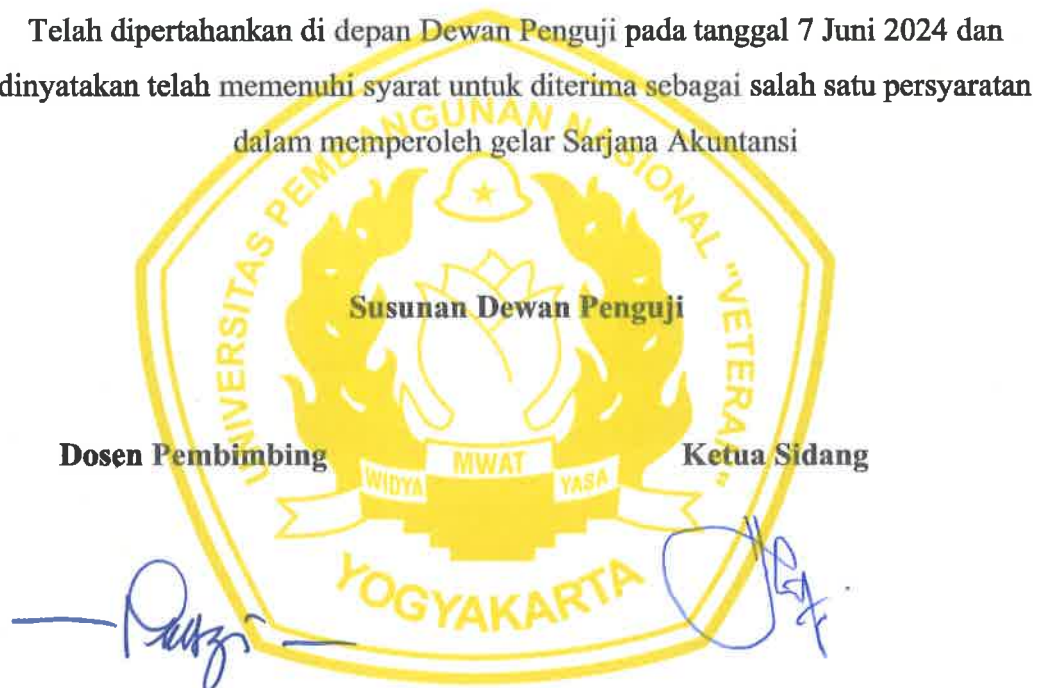 Telah dipertahankan di depan Dewan Penguji pada tanggal 7 Juni 2024 dan
dinyatakan telah memenuhi syarat untuk diterima sebagai salah satu persyaratan
dalam memperoleh gelar Sarjana Akuntansi
UNIVERSITAS PEMBANGUNAN NASIONAL "VETERAN"
Susunan Dewan Penguji
Dosen Pembimbing Ketua Sidang
WIDYA MWAT YASA
YOGYAKARTA